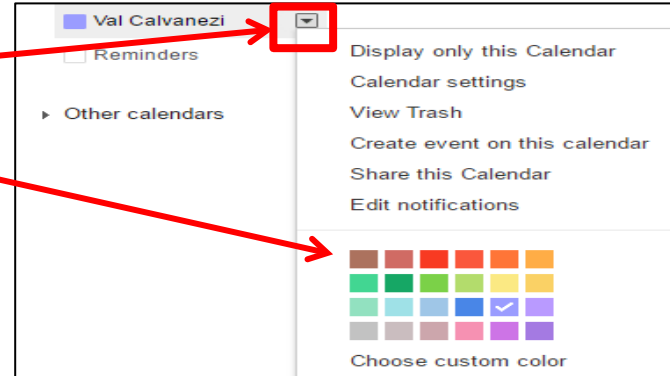 Val Calvanezi
Reminders
Other calendars
Display only this Calendar
Calendar settings
View Trash
Create event on this calendar
Share this Calendar
Edit notifications
Choose custom color